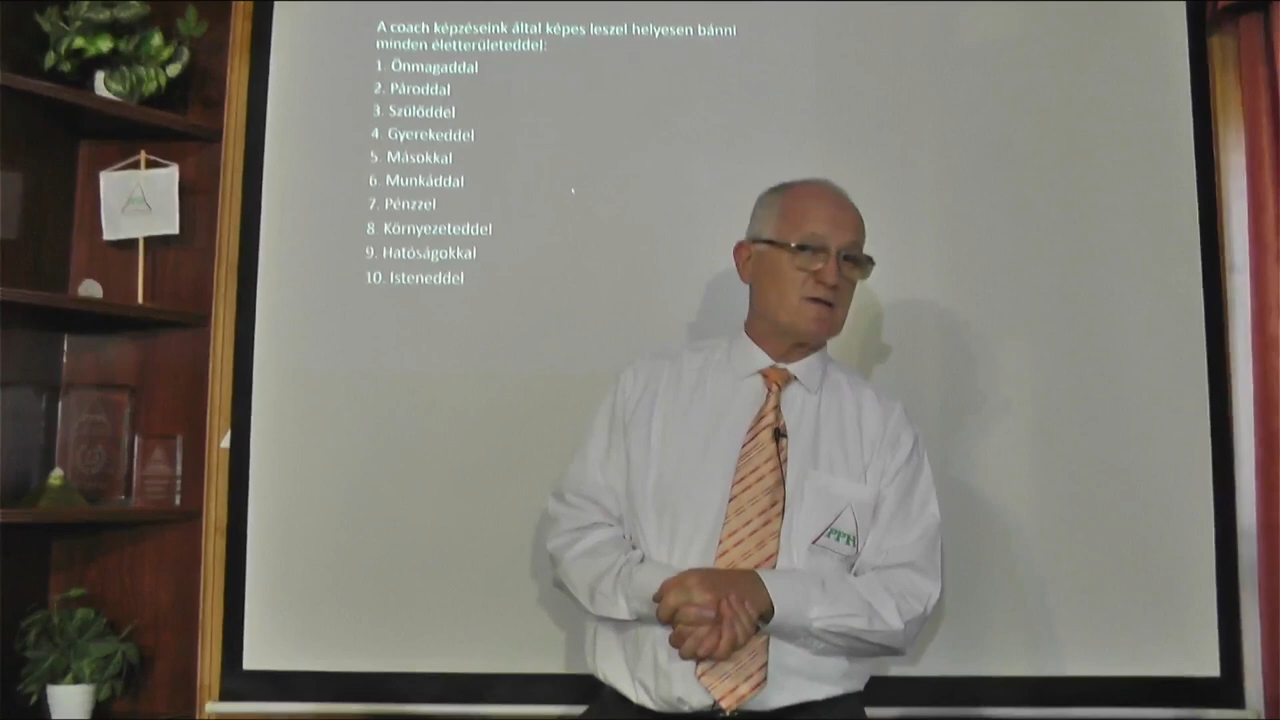 A coach képzéseink által képes leszel helyesen bánni
minden életterületeddel:
1. Önmagaddal
2. Pároddal
3. Szülőddel
4. Gyerekeddel
5. Másokkal
6. Munkáddal
7. Pénzzel
8. Környezeteddel
9. Hatóságokkal
10. Isteneddel
PPH